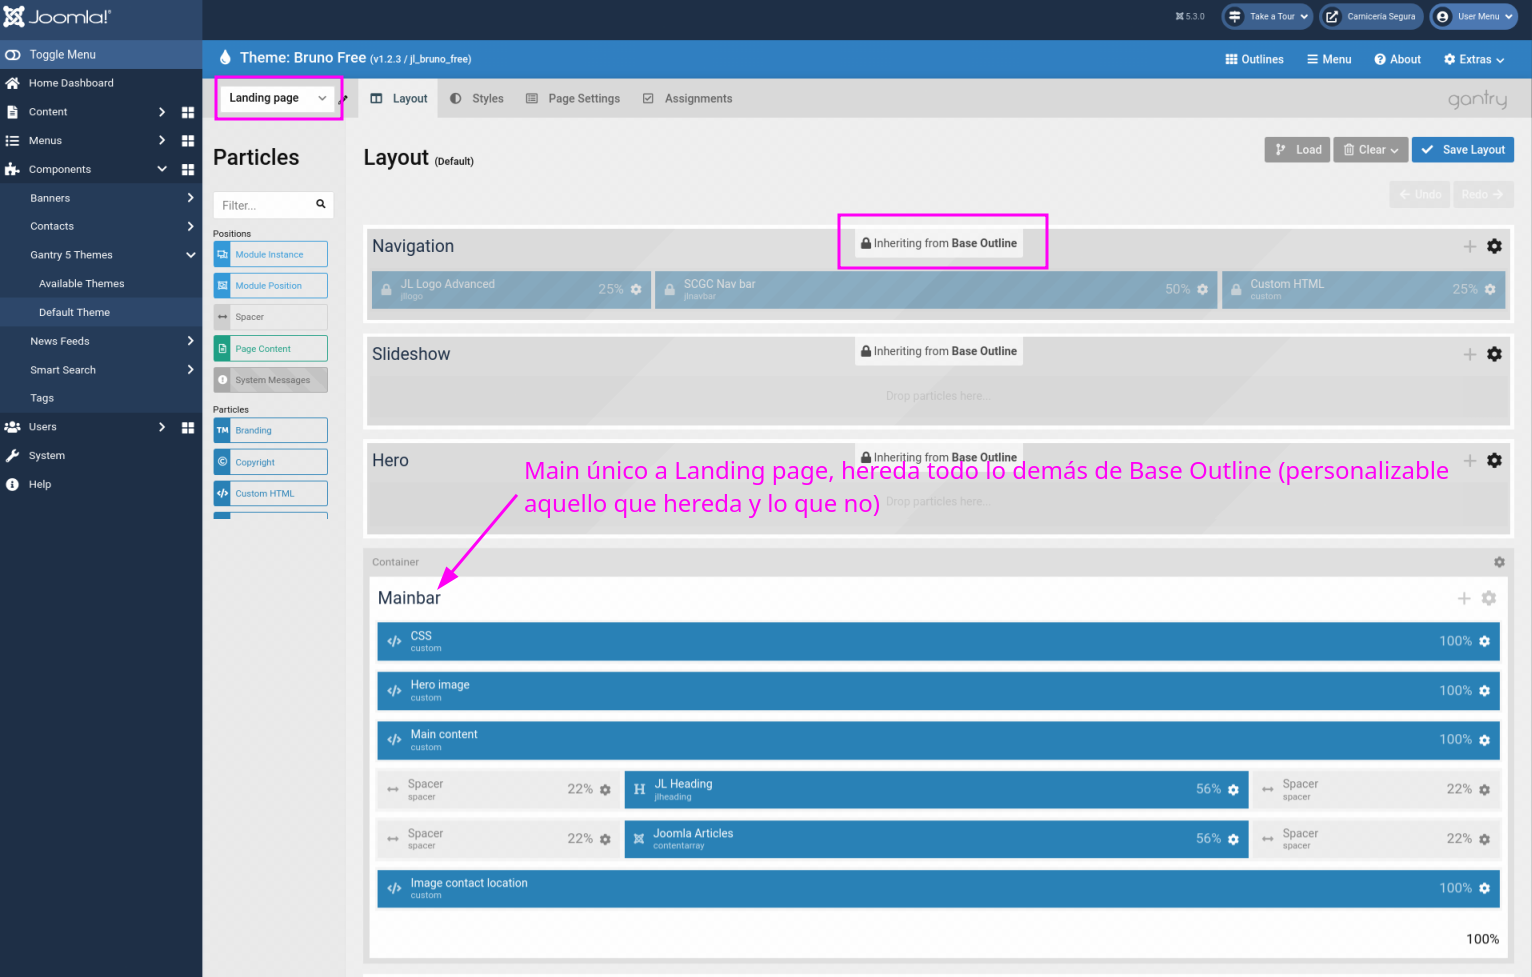 Joomla!
5.3.0
Take a Tour
Carniceria Segura
User Menu
Toggle Menu
Home Dashboard
Content
Menus
Components
Banners
Contacts
Gantry 5 Themes
Available Themes
Default Theme
News Feeds
Smart Search
Tags
Users
System
Help
Theme: Bruno Free (v1.2.3 / jl_bruno_free)
Outlines
Menu
About
Extras
Landing page
Layout
Styles
Page Settings
Assignments
gantry
Particles
Filter...
Positions
Module Instance
Module Position
Spacer
Page Content
System Messages
Particles
TM Branding
Copyright
Custom HTML
Layout (Default)
Load
Clear
Save Layout
Undo
Redo
Navigation
Inheriting from Base Outline
JL Logo Advanced
jllogo
25%
SCGC Nav bar
jlnavbar
50%
Custom HTML
custom
25%
Slideshow
Inheriting from Base Outline
Drop particles here...
Hero
Inheriting from Base Outline
Drop particles here...
Main único a Landing page, hereda todo lo demás de Base Outline (personalizable
aquello que hereda y lo que no)
Container
Mainbar
CSS
custom
100%
Hero image
custom
100%
Main content
custom
100%
Spacer
spacer
22%
H JL Heading
jlheading
56%
Spacer
spacer
22%
Spacer
spacer
22%
Joomla Articles
contentarray
56%
Spacer
spacer
22%
Image contact location
custom
100%
100%